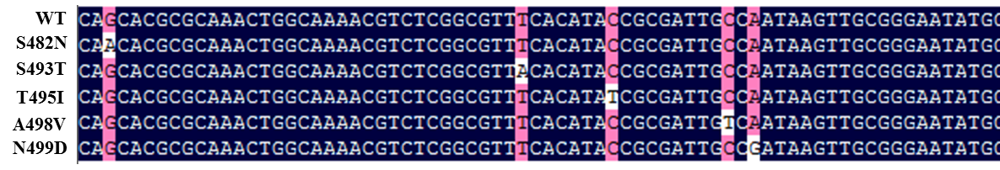 WT CAGCACGCGCAAACTGGCAAAACGTCTCGGCGTTTCACATACCGCGATTGCCAATAAGTTGCGGGAATATGC
S482N CAACACGCGCAAACTGGCAAAACGTCTCGGCGTTTCACATACCGCGATTGCCAATAAGTTGCGGGAATATGC
S493T CAGCACGCGCAAACTGGCAAAACGTCTCGGCGTTACACATACCGCGATTGCCAATAAGTTGCGGGAATATGC
T495I CAGCACGCGCAAACTGGCAAAACGTCTCGGCGTTTCACATATCGCGATTGCCAATAAGTTGCGGGAATATGC
A498V CAGCACGCGCAAACTGGCAAAACGTCTCGGCGTTTCACATACCGCGATTGTCAATAAGTTGCGGGAATATGC
N499D CAGCACGCGCAAACTGGCAAAACGTCTCGGCGTTTCACATACCGCGATTGCCGATAAGTTGCGGGAATATGC